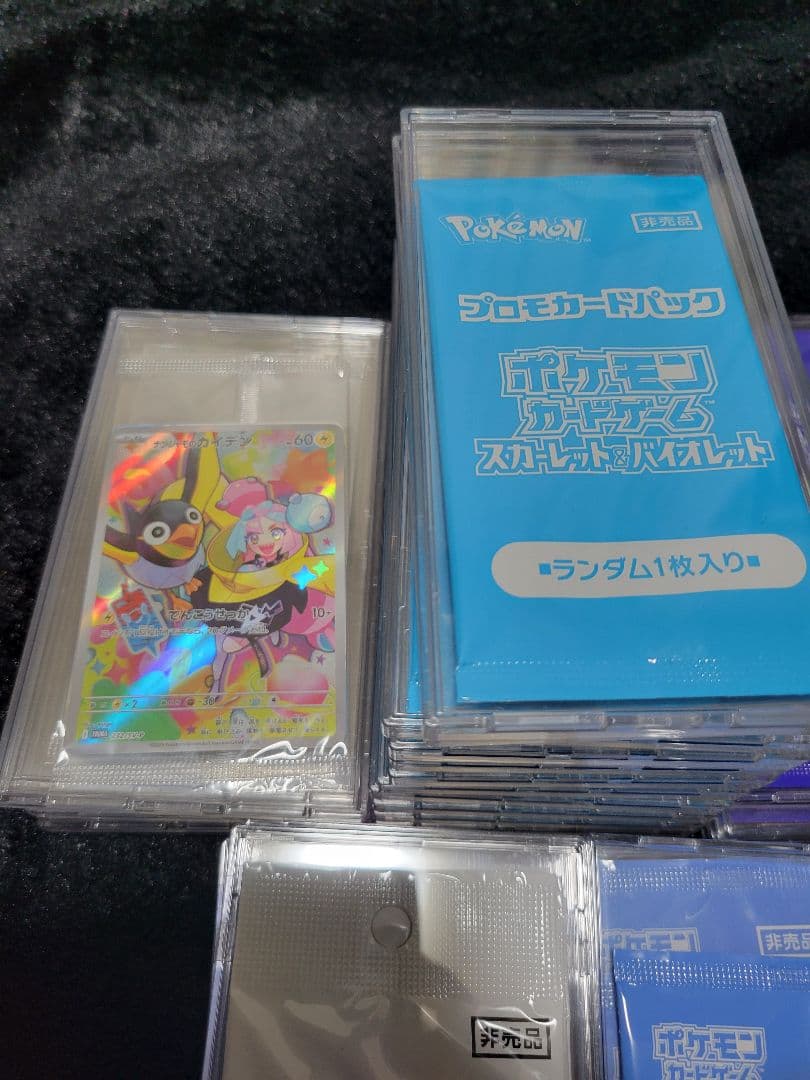 ナンジャモのカイデン 60
でんこうせっか 10+
×2 -30
232/SV-P
POKÉMON
非売品
プロモカードパック
ポケモン
カードゲーム
スカーレット&バイオレット
■ランダム1枚入り■
非売品
ポケモン
非売品
ポケモン
カードゲーム